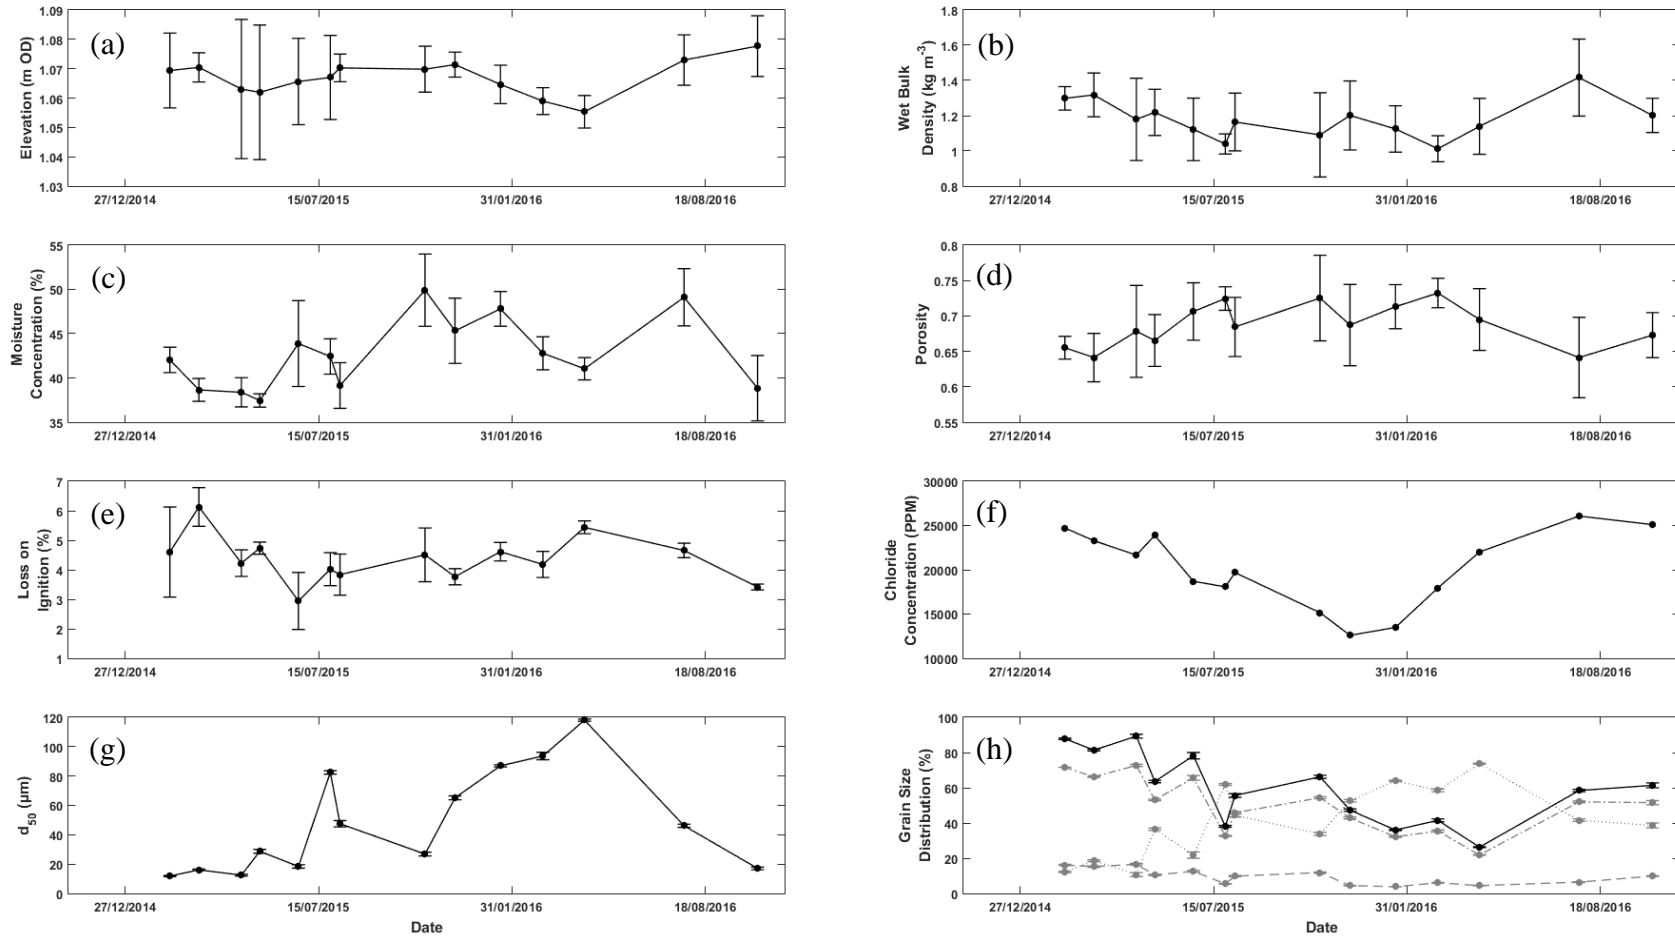 (a)
Elevation (m OD)
1.09
1.08
1.07
1.06
1.05
1.04
1.03
27/12/2014 15/07/2015 31/01/2016 18/08/2016
(b)
Wet Bulk
Density (kg m⁻³)
1.8
1.6
1.4
1.2
1
0.8
27/12/2014 15/07/2015 31/01/2016 18/08/2016
(c)
Moisture
Concentration (%)
55
50
45
40
35
27/12/2014 15/07/2015 31/01/2016 18/08/2016
(d)
Porosity
0.8
0.75
0.7
0.65
0.6
0.55
27/12/2014 15/07/2015 31/01/2016 18/08/2016
(e)
Loss on
Ignition (%)
7
6
5
4
3
2
1
27/12/2014 15/07/2015 31/01/2016 18/08/2016
(f)
Chloride
Concentration (PPM)
30000
25000
20000
15000
10000
27/12/2014 15/07/2015 31/01/2016 18/08/2016
(g)
d₅₀ (μm)
120
100
80
60
40
20
0
27/12/2014 15/07/2015 31/01/2016 18/08/2016
Date
(h)
Grain Size
Distribution (%)
100
80
60
40
20
0
27/12/2014 15/07/2015 31/01/2016 18/08/2016
Date